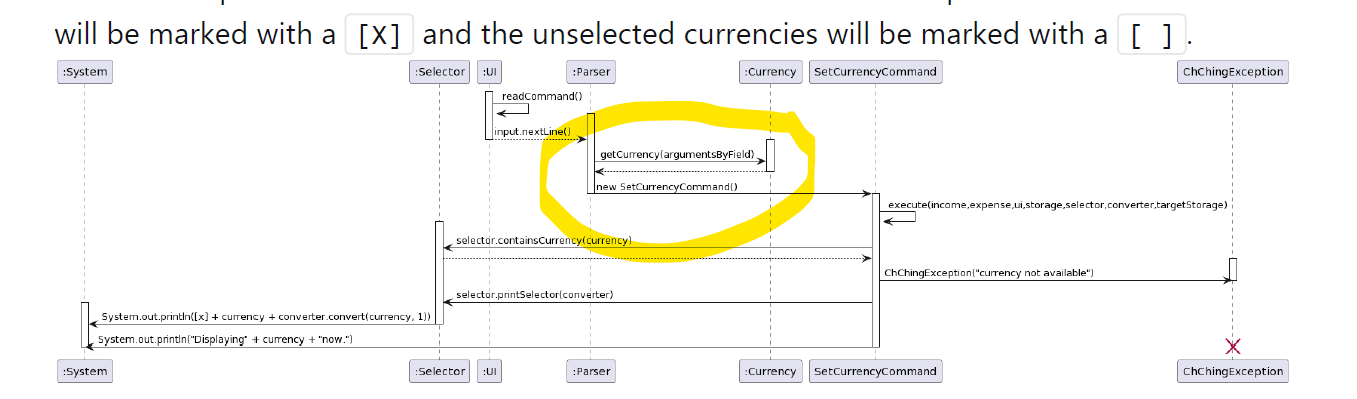 will be marked with a [X] and the unselected currencies will be marked with a [ ].
:System :Selector :UI :Parser :Currency SetCurrencyCommand ChChingException
readCommand()
input.nextLine()
getCurrency(argumentsByField)
new SetCurrencyCommand()
execute(income,expense,ui,storage,selector,converter,targetStorage)
selector.containsCurrency(currency)
ChChingException("currency not available")
selector.printSelector(converter)
System.out.println([x] + currency + converter.convert(currency, 1))
System.out.println("Displaying" + currency + "now.")
:System :Selector :UI :Parser :Currency SetCurrencyCommand ChChingException